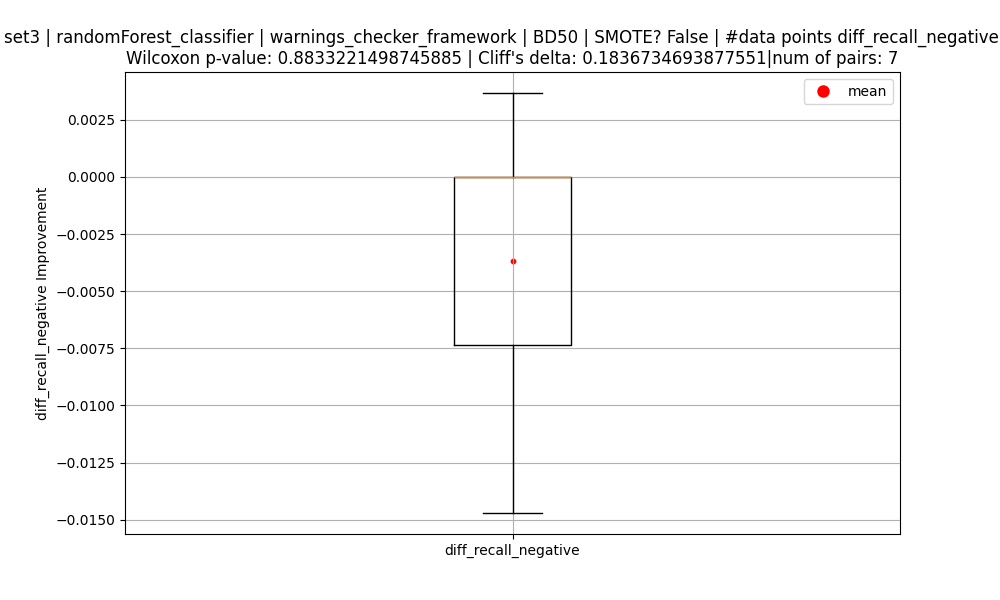 set3 | randomForest_classifier | warnings_checker_framework | BD50 | SMOTE? False | #data points diff_recall_negative
Wilcoxon p-value: 0.8833221498745885 | Cliff's delta: 0.1836734693877551|num of pairs: 7
mean
0.0025
0.0000
−0.0025
−0.0050
−0.0075
−0.0100
−0.0125
−0.0150
diff_recall_negative Improvement
diff_recall_negative